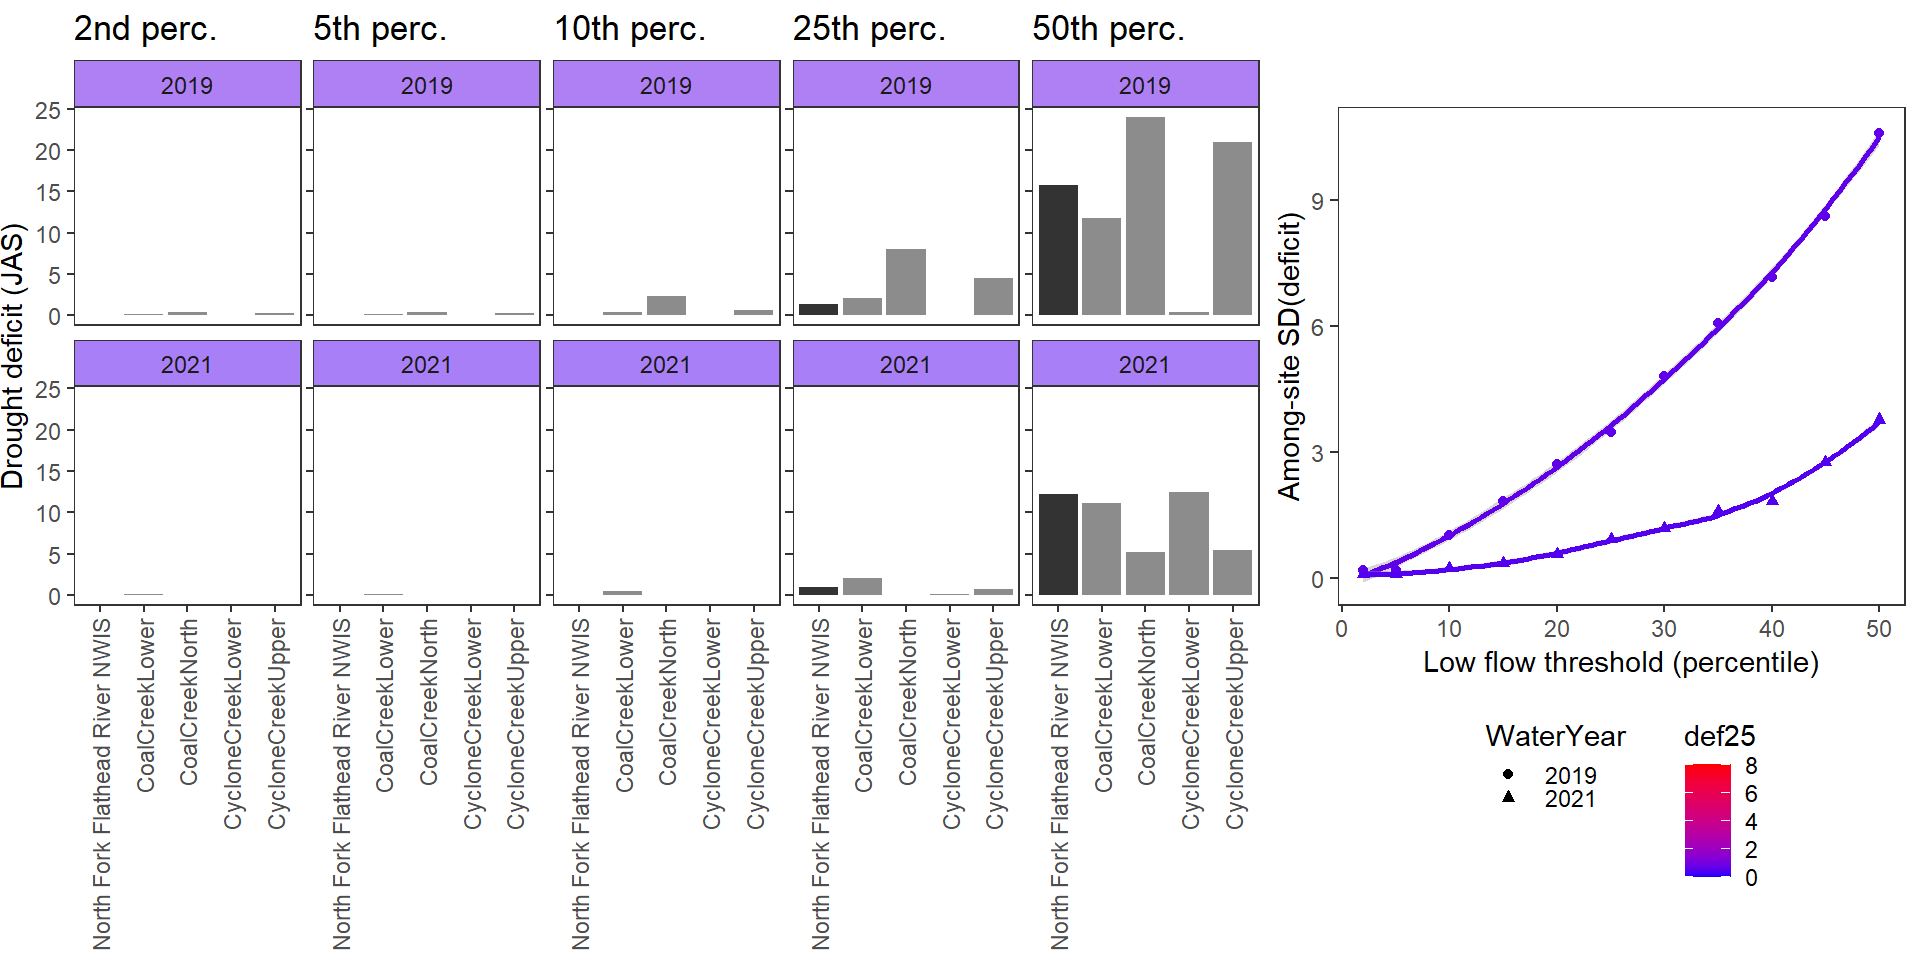 2nd perc.
5th perc.
10th perc.
25th perc.
50th perc.
2019
2019
2019
2019
2019
Drought deficit (JAS)
25
20
15
10
5
0
2021
2021
2021
2021
2021
25
20
15
10
5
0
North Fork Flathead River NWIS
CoalCreekLower
CoalCreekNorth
CycloneCreekLower
CycloneCreekUpper
North Fork Flathead River NWIS
CoalCreekLower
CoalCreekNorth
CycloneCreekLower
CycloneCreekUpper
North Fork Flathead River NWIS
CoalCreekLower
CoalCreekNorth
CycloneCreekLower
CycloneCreekUpper
North Fork Flathead River NWIS
CoalCreekLower
CoalCreekNorth
CycloneCreekLower
CycloneCreekUpper
North Fork Flathead River NWIS
CoalCreekLower
CoalCreekNorth
CycloneCreekLower
CycloneCreekUpper
Among-site SD(deficit)
9
6
3
0
0 10 20 30 40 50
Low flow threshold (percentile)
WaterYear
2019
2021
def25
8
6
4
2
0